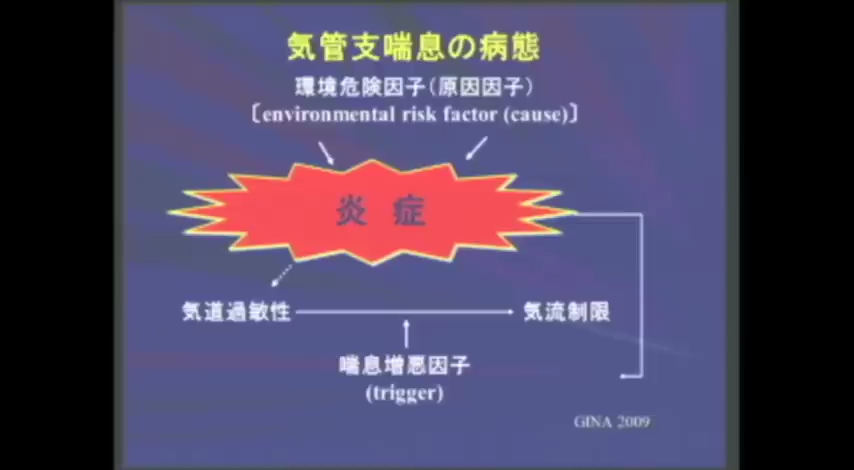 気管支喘息の病態
環境危険因子（原因因子）
〔environmental risk factor (cause)〕
炎 症
気道過敏性
気流制限
喘息増悪因子
(trigger)
GINA 2009